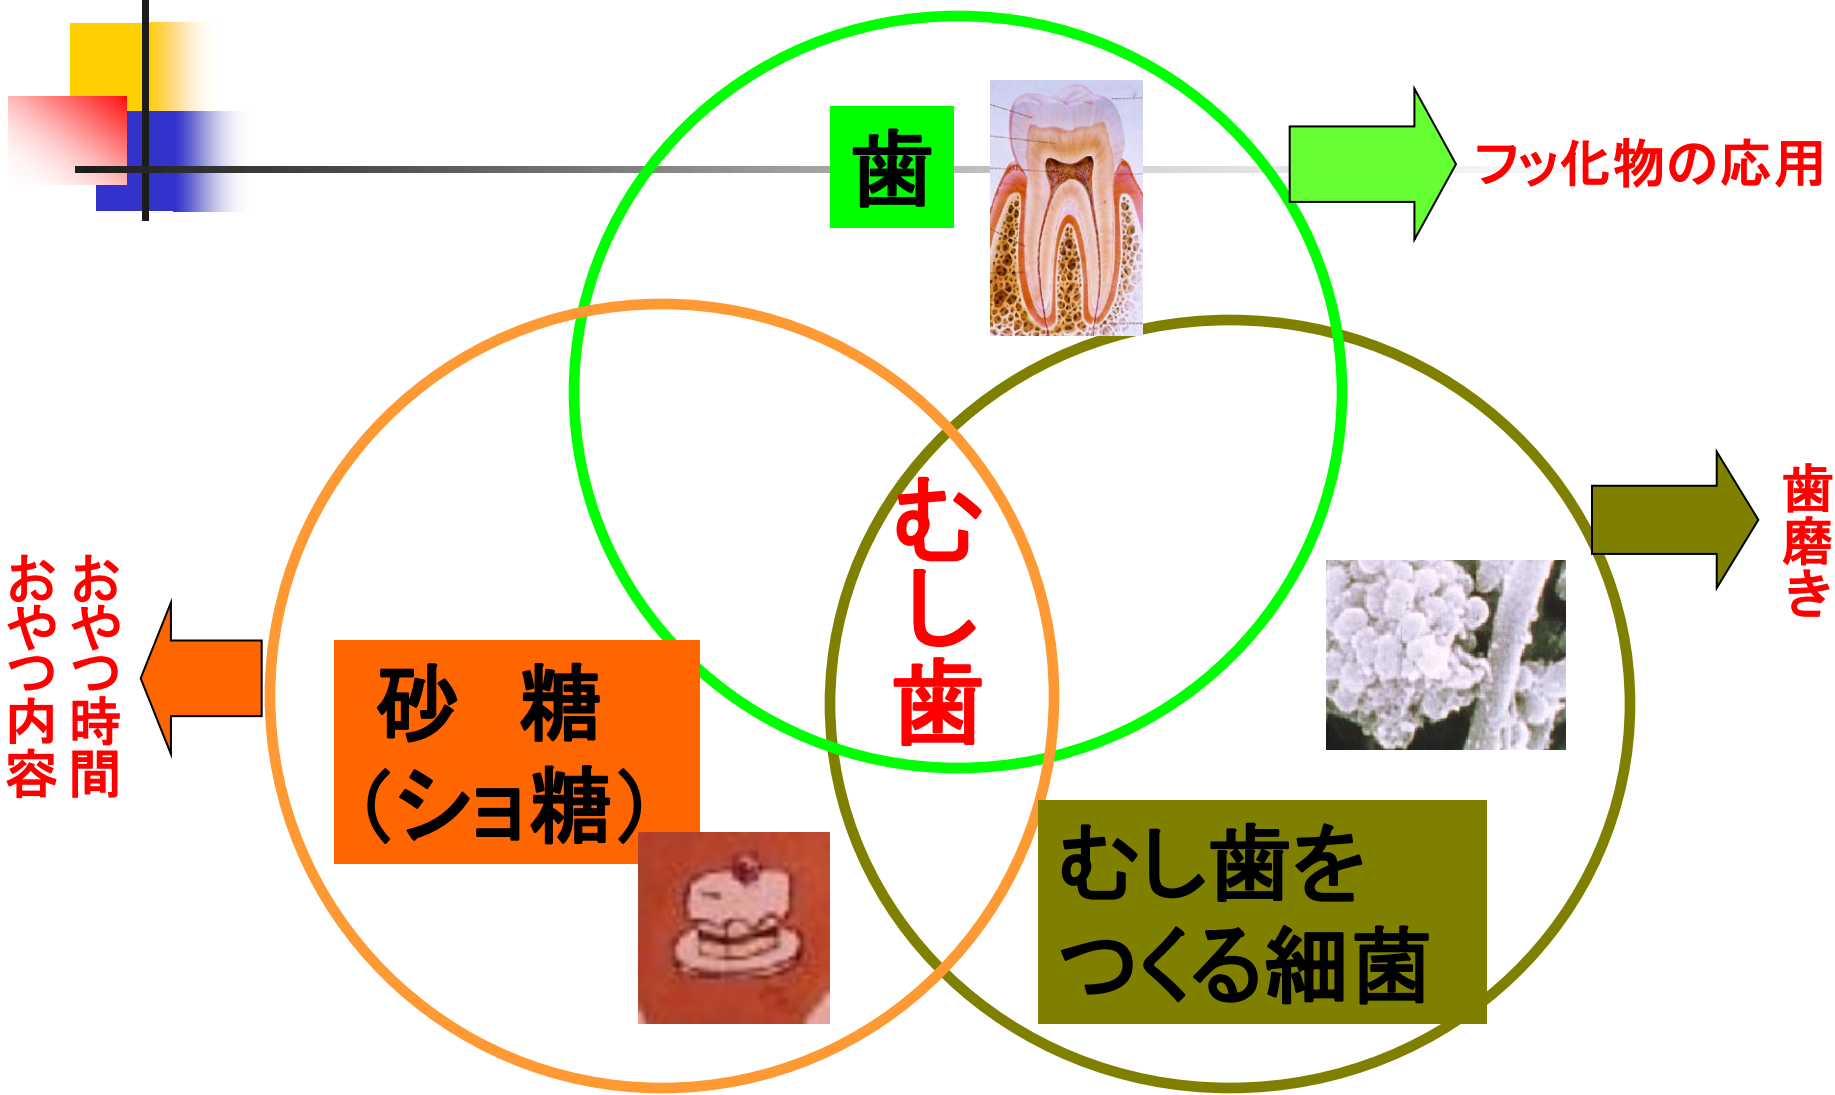 歯
フッ化物の応用
むし歯
歯磨き
おやつ時間
おやつ内容
砂　糖
（ショ糖）
むし歯を
つくる細菌